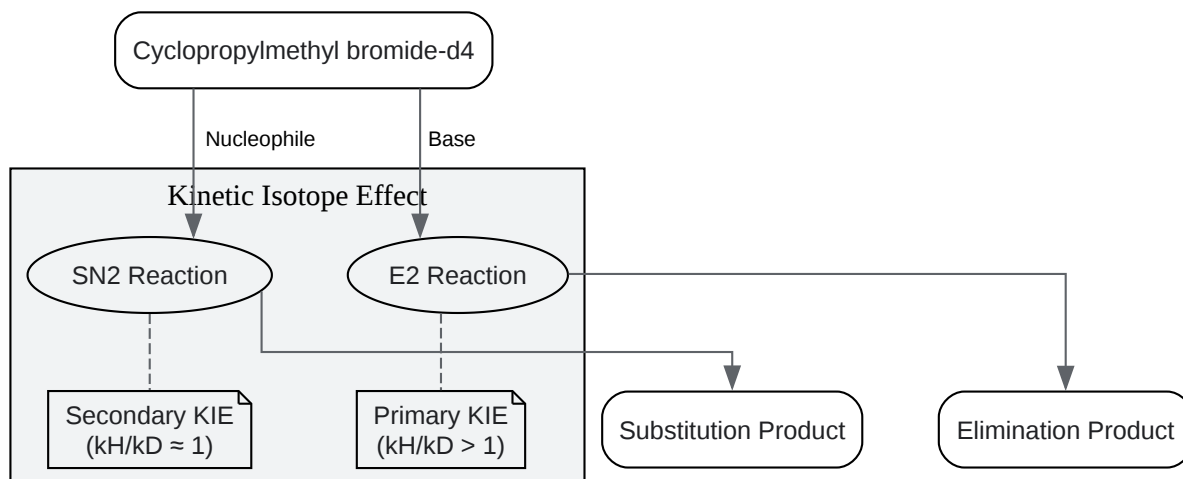 Cyclopropylmethyl bromide-d4
Nucleophile
Base
Kinetic Isotope Effect
SN2 Reaction
E2 Reaction
Secondary KIE
(kH/kD ≈ 1)
Primary KIE
(kH/kD > 1)
Substitution Product
Elimination Product